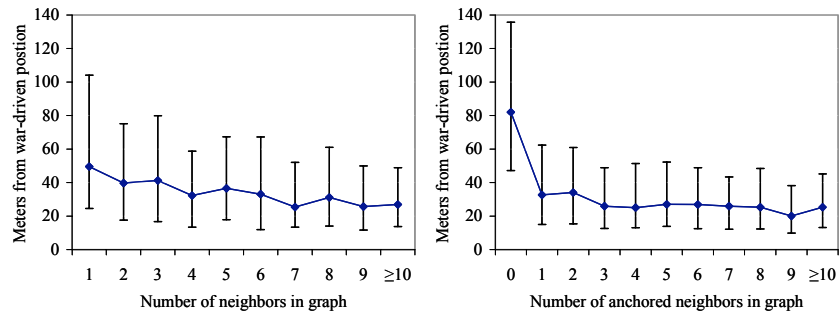 Meters from war-driven postion
140
120
100
80
60
40
20
0
1 2 3 4 5 6 7 8 9 ≥10
Number of neighbors in graph
Meters from war-driven postion
140
120
100
80
60
40
20
0
0 1 2 3 4 5 6 7 8 9 ≥10
Number of anchored neighbors in graph